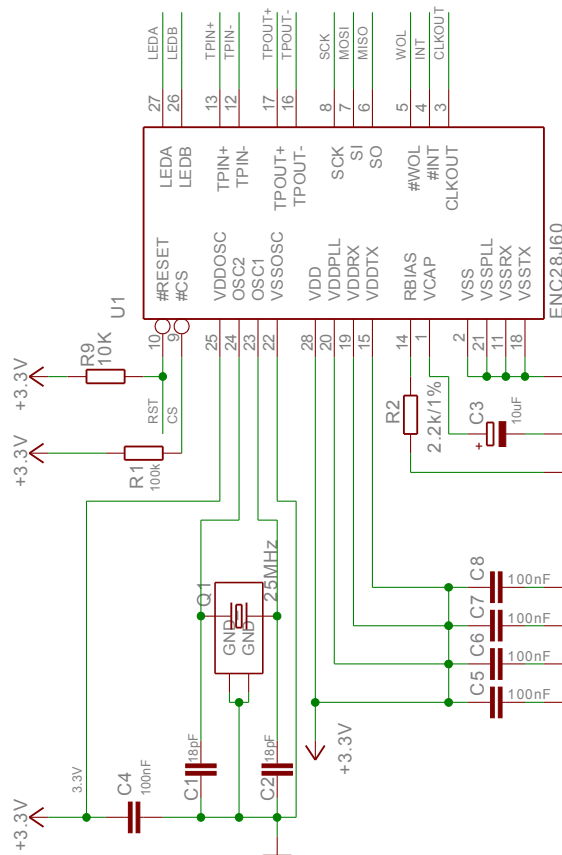 LEDA
LEDB
TPIN+
TPIN-
TPOUT+
TPOUT-
SCK
MOSI
MISO
WOL
INT
CLKOUT
27
26
13
12
17
16
8
7
6
5
4
3
LEDA
LEDB
TPIN+
TPIN-
TPOUT+
TPOUT-
SCK
SI
SO
#WOL
#INT
CLKOUT
#RESET
#CS
VDDOSC
OSC2
OSC1
VSSOSC
VDD
VDDPLL
VDDRX
VDDTX
RBIAS
VCAP
VSS
VSSPLL
VSSRX
VSSTX
U1
ENC28J60
10
9
25
24
23
22
28
20
19
15
14
1
2
21
11
18
+3.3V
R9
10K
RST
CS
+3.3V
R1
100k
R2
2.2k/1%
C3
10uF
+
Q1
25MHz
GND
GND
C8
100nF
C7
100nF
C6
100nF
C5
100nF
+3.3V
C1
18pF
C2
18pF
3.3V
C4
100nF
+3.3V